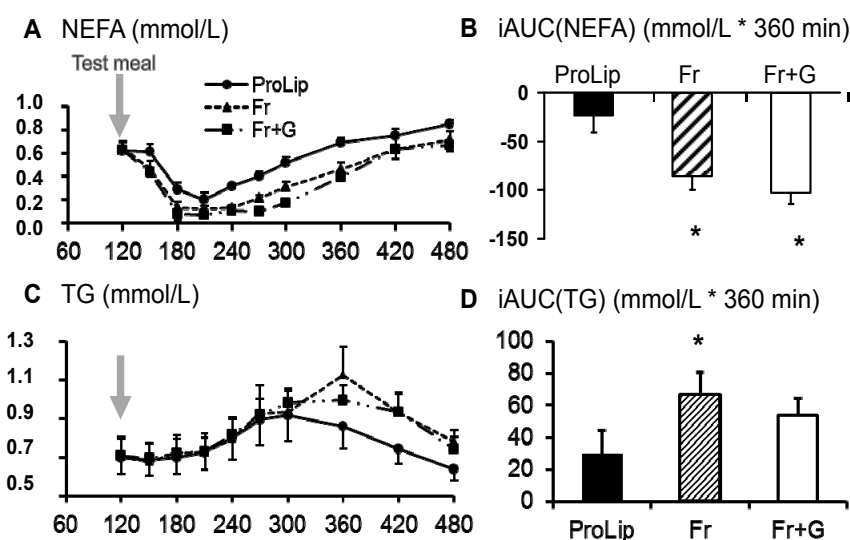 A NEFA (mmol/L)
Test meal
ProLip
Fr
Fr+G
1.0
0.8
0.6
0.4
0.2
0.0
60 120 180 240 300 360 420 480
B iAUC(NEFA) (mmol/L * 360 min)
ProLip Fr Fr+G
0
-50
-100
-150
* *
C TG (mmol/L)
1.3
1.1
0.9
0.7
0.5
60 120 180 240 300 360 420 480
D iAUC(TG) (mmol/L * 360 min)
*
100
80
60
40
20
0
ProLip Fr Fr+G